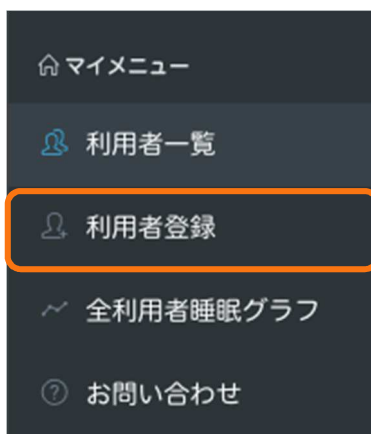 マイメニュー
利用者一覧
利用者登録
全利用者睡眠グラフ
お問い合わせ